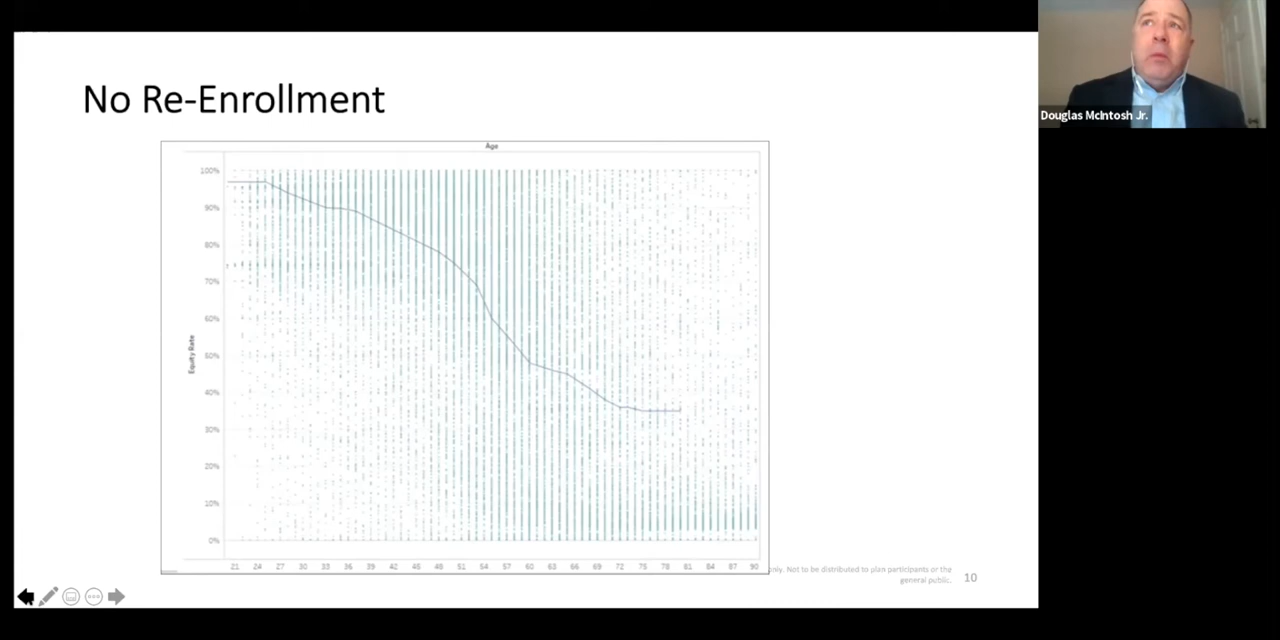 No Re-Enrollment
Douglas McIntosh Jr.
Age
100%
90%
80%
70%
60%
50%
40%
30%
20%
10%
0%
Equity Rate
21 24 27 30 33 36 39 42 45 48 51 54 57 60 63 66 69 72 75 78 81 84 87 90
only. Not to be distributed to plan participants or the
general public.
10